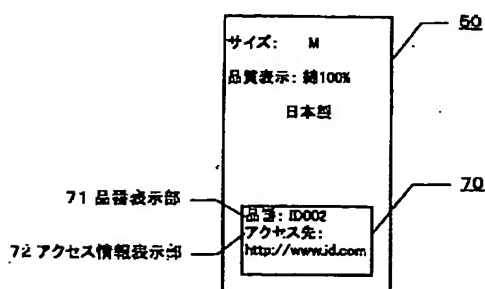 50
サイズ: M
品質表示: 綿100%
日本製
70
71 品番表示部
品番: ID002
72 アクセス情報表示部
アクセス先:
http://www.id.com